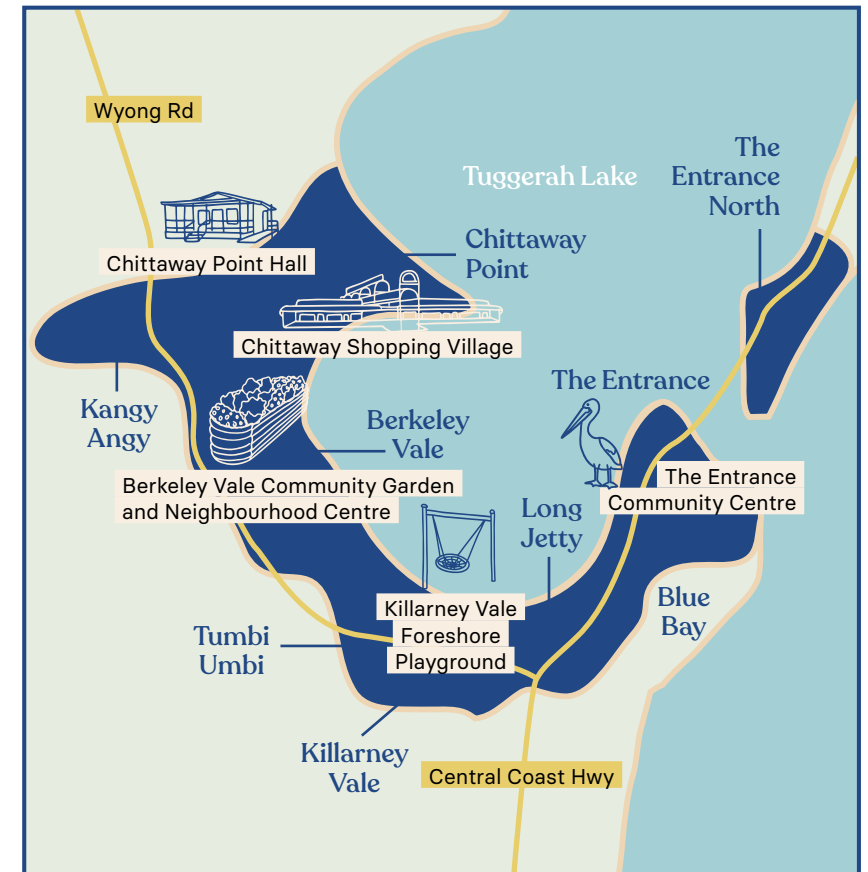 Wyong Rd
The
Entrance
North
Tuggerah Lake
Chittaway
Point
Chittaway Point Hall
Chittaway Shopping Village
The Entrance
Kangy
Angy
Berkeley
Vale
The Entrance
Community Centre
Berkeley Vale Community Garden
and Neighbourhood Centre
Long
Jetty
Blue
Bay
Killarney Vale
Foreshore
Playground
Tumbi
Umbi
Killarney
Vale
Central Coast Hwy